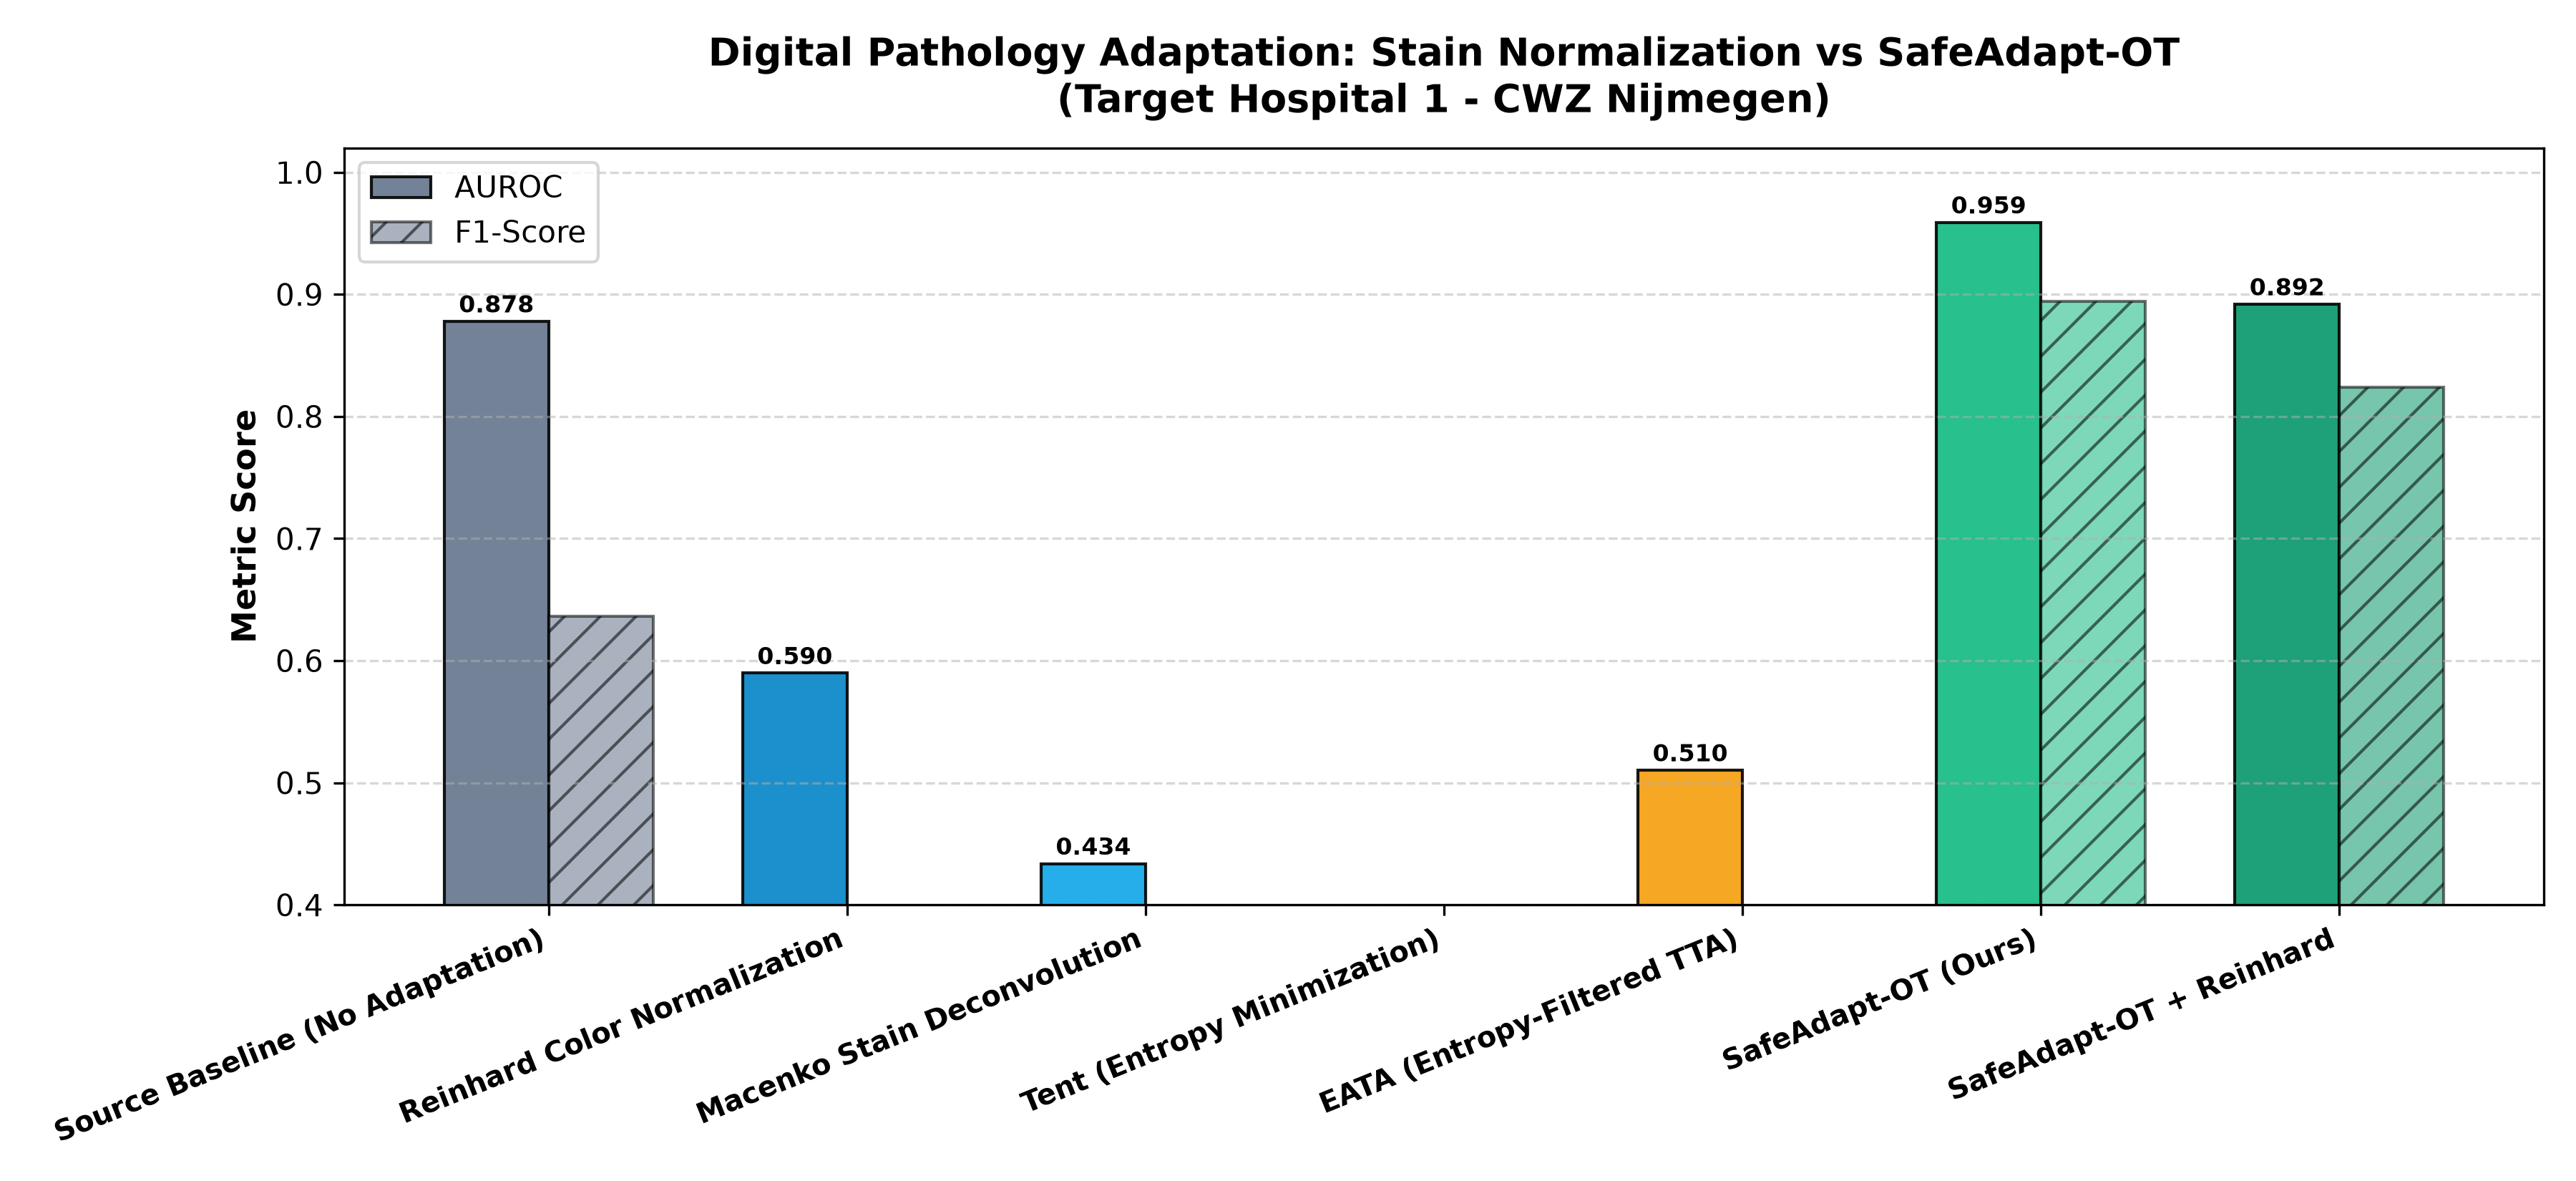 Digital Pathology Adaptation: Stain Normalization vs SafeAdapt-OT
(Target Hospital 1 - CWZ Nijmegen)
Metric Score
1.0
0.9
0.8
0.7
0.6
0.5
0.4
AUROC
F1-Score
0.878
0.590
0.434
0.510
0.959
0.892
Source Baseline (No Adaptation)
Reinhard Color Normalization
Macenko Stain Deconvolution
Tent (Entropy Minimization)
EATA (Entropy-Filtered TTA)
SafeAdapt-OT (Ours)
SafeAdapt-OT + Reinhard